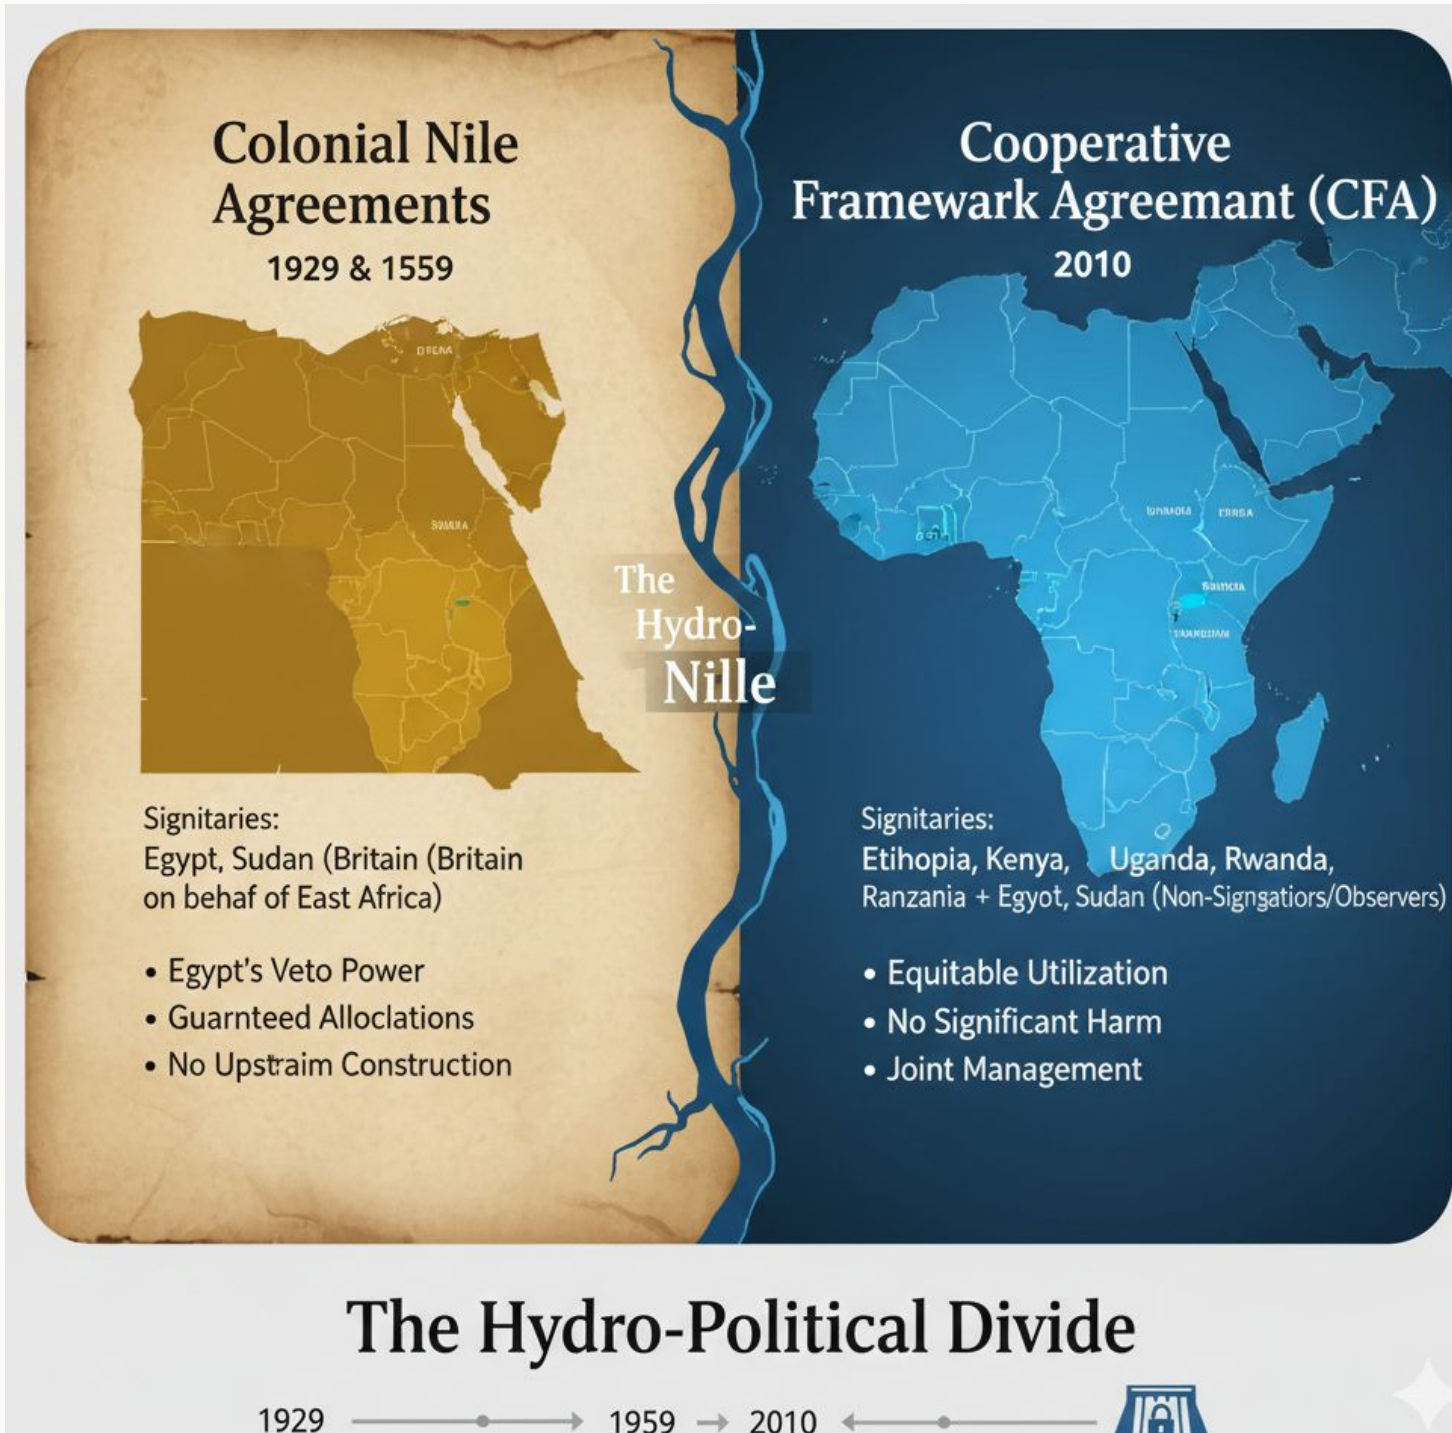 Colonial Nile
Agreements
1929 & 1559
Signitaries:
Egypt, Sudan (Britain (Britain
on behaf of East Africa)
• Egypt's Veto Power
• Guarnteed Alloclations
• No Upstraim Construction
The
Hydro-
Nille
Cooperative
Framewark Agreemant (CFA)
2010
Signitaries:
Etihopia, Kenya, Uganda, Rwanda,
Ranzania + Egyot, Sudan (Non-Signgatiors/Observers)
• Equitable Utilization
• No Significant Harm
• Joint Management
The Hydro-Political Divide
1929 1959 2010